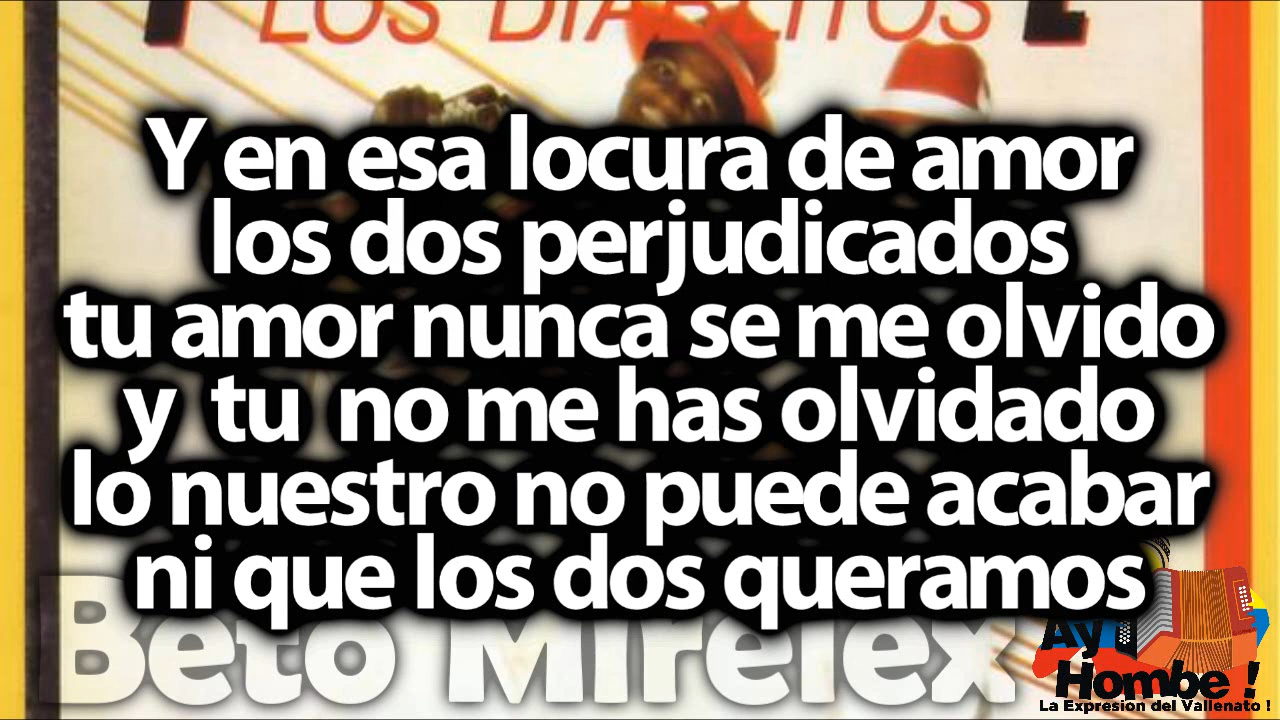 LOS DIABLITOS
Y en esa locura de amor
los dos perjudicados
tu amor nunca se me olvido
y tu no me has olvidado
lo nuestro no puede acabar
ni que los dos queramos
Beto Mirelex
Ay
Hombe !
La Expresion del Vallenato !